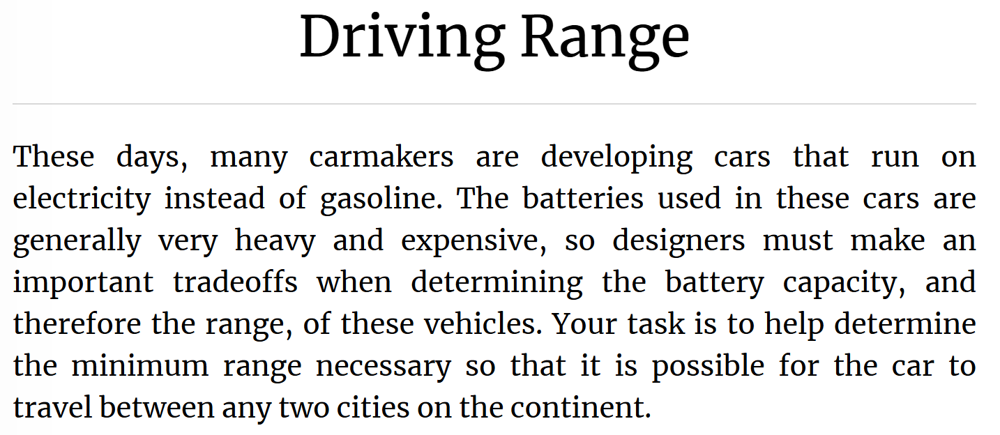 Driving Range
These days, many carmakers are developing cars that run on
electricity instead of gasoline. The batteries used in these cars are
generally very heavy and expensive, so designers must make an
important tradeoffs when determining the battery capacity, and
therefore the range, of these vehicles. Your task is to help determine
the minimum range necessary so that it is possible for the car to
travel between any two cities on the continent.